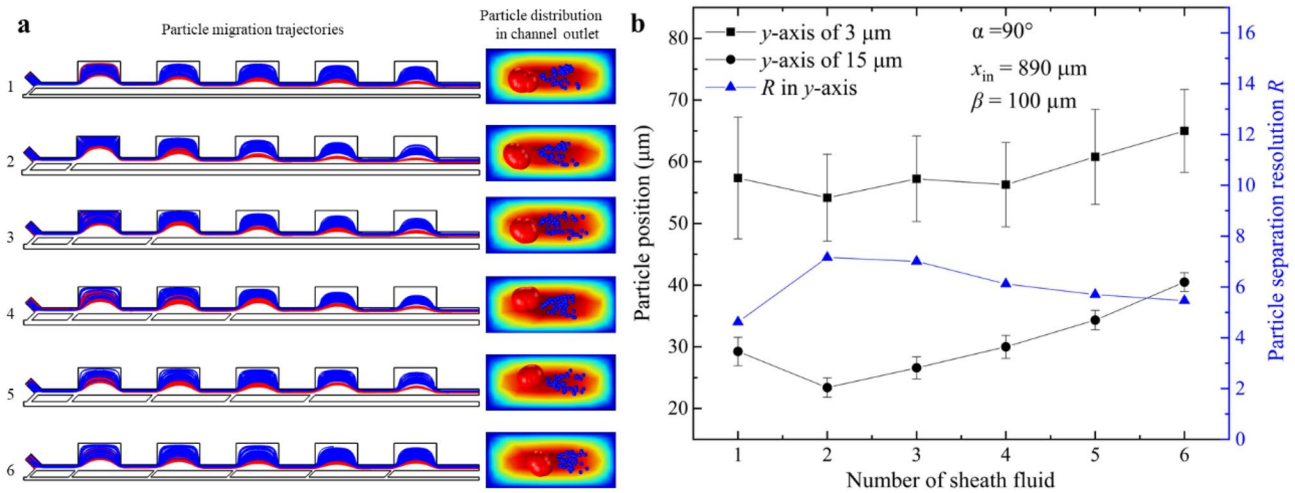 a
Particle migration trajectories
Particle distribution
in channel outlet
1
2
3
4
5
6
b
y-axis of 3 μm
y-axis of 15 μm
R in y-axis
α =90°
x_in = 890 μm
β = 100 μm
Particle position (μm)
80
70
60
50
40
30
20
Particle separation resolution R
16
14
12
10
8
6
4
2
0
1 2 3 4 5 6
Number of sheath fluid